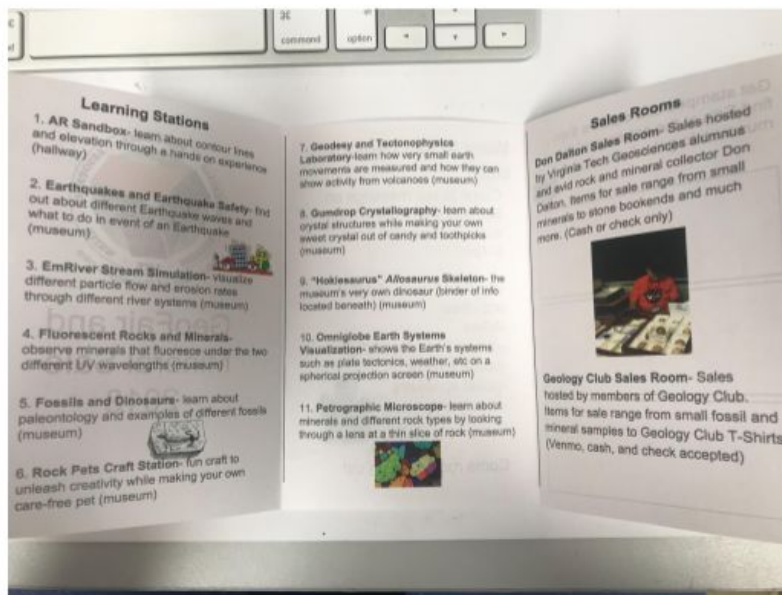 command
option
Learning Stations
1. AR Sandbox- learn about contour lines
and elevation through a hands on experience
(hallway)
2. Earthquakes and Earthquake Safety- find
out about different Earthquake waves and
what to do in event of an Earthquake
(museum)
3. EmRiver Stream Simulation- visualize
different particle flow and erosion rates
through different river systems (museum)
4. Fluorescent Rocks and Minerals-
observe minerals that fluoresce under the two
different UV wavelengths (museum)
5. Fossils and Dinosaurs- learn about
paleontology and examples of different fossils
(museum)
6. Rock Pets Craft Station- fun craft to
unleash creativity while making your own
care-free pet (museum)
7. Geodesy and Tectonophysics
Laboratory-learn how very small earth
movements are measured and how they can
show activity from volcanoes (museum)
8. Gumdrop Crystallography- learn about
crystal structures while making your own
sweet crystal out of candy and toothpicks
(museum)
9. "Hokiesaurus" Allosaurus Skeleton- the
museum's very own dinosaur (binder of info
located beneath) (museum)
10. Omniglobe Earth Systems
Visualization- shows the Earth's systems
such as plate tectonics, weather, etc on a
spherical projection screen (museum)
11. Petrographic Microscope- learn about
minerals and different rock types by looking
through a lens at a thin slice of rock (museum)
Sales Rooms
Don Dalton Sales Room- Sales hosted
by Virginia Tech Geosciences alumnus
and avid rock and mineral collector Don
Dalton. Items for sale range from small
minerals to stone bookends and much
more. (Cash or check only)
Geology Club Sales Room- Sales
hosted by members of Geology Club.
Items for sale range from small fossil and
mineral samples to Geology Club T-Shirts
(Venmo, cash, and check accepted)